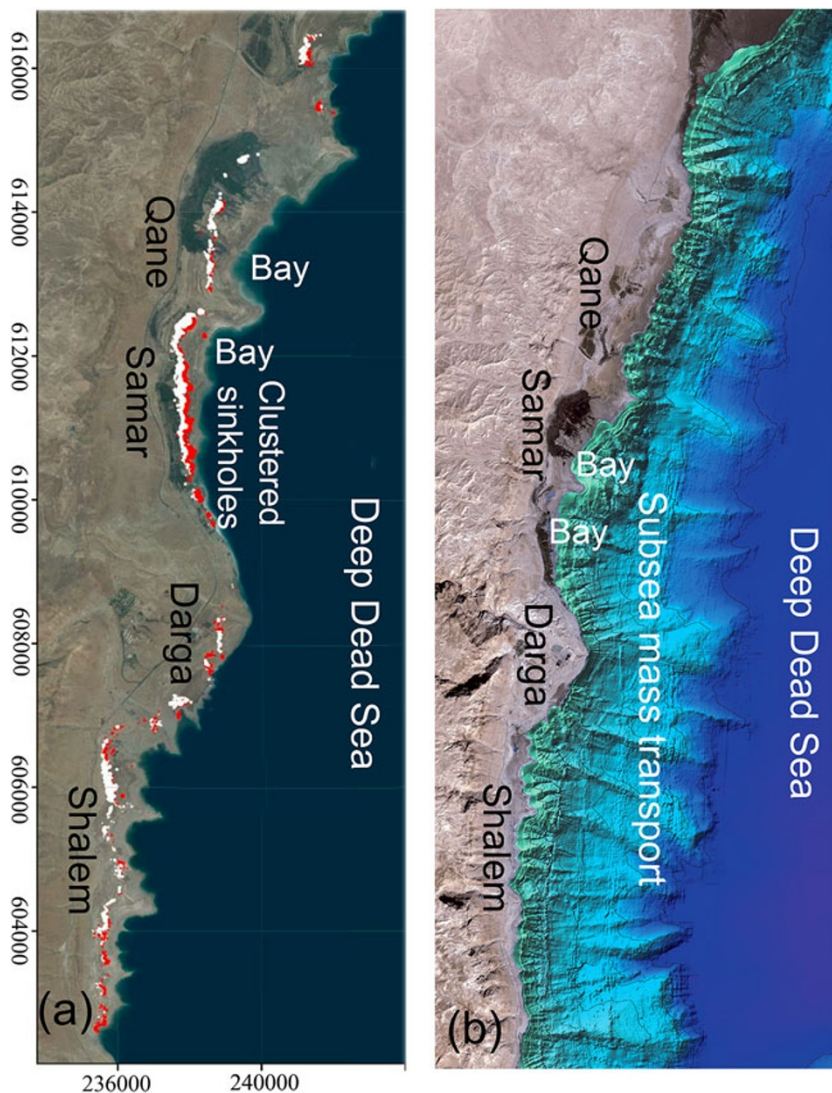 616000
614000
612000
610000
608000
606000
604000
236000
240000
Qane
Bay
Samar
Bay
Clustered
sinkholes
Deep Dead Sea
Darga
Shalem
(a)
Qane
Samar
Bay
Bay
Subsea mass transport
Deep Dead Sea
Darga
Shalem
(b)